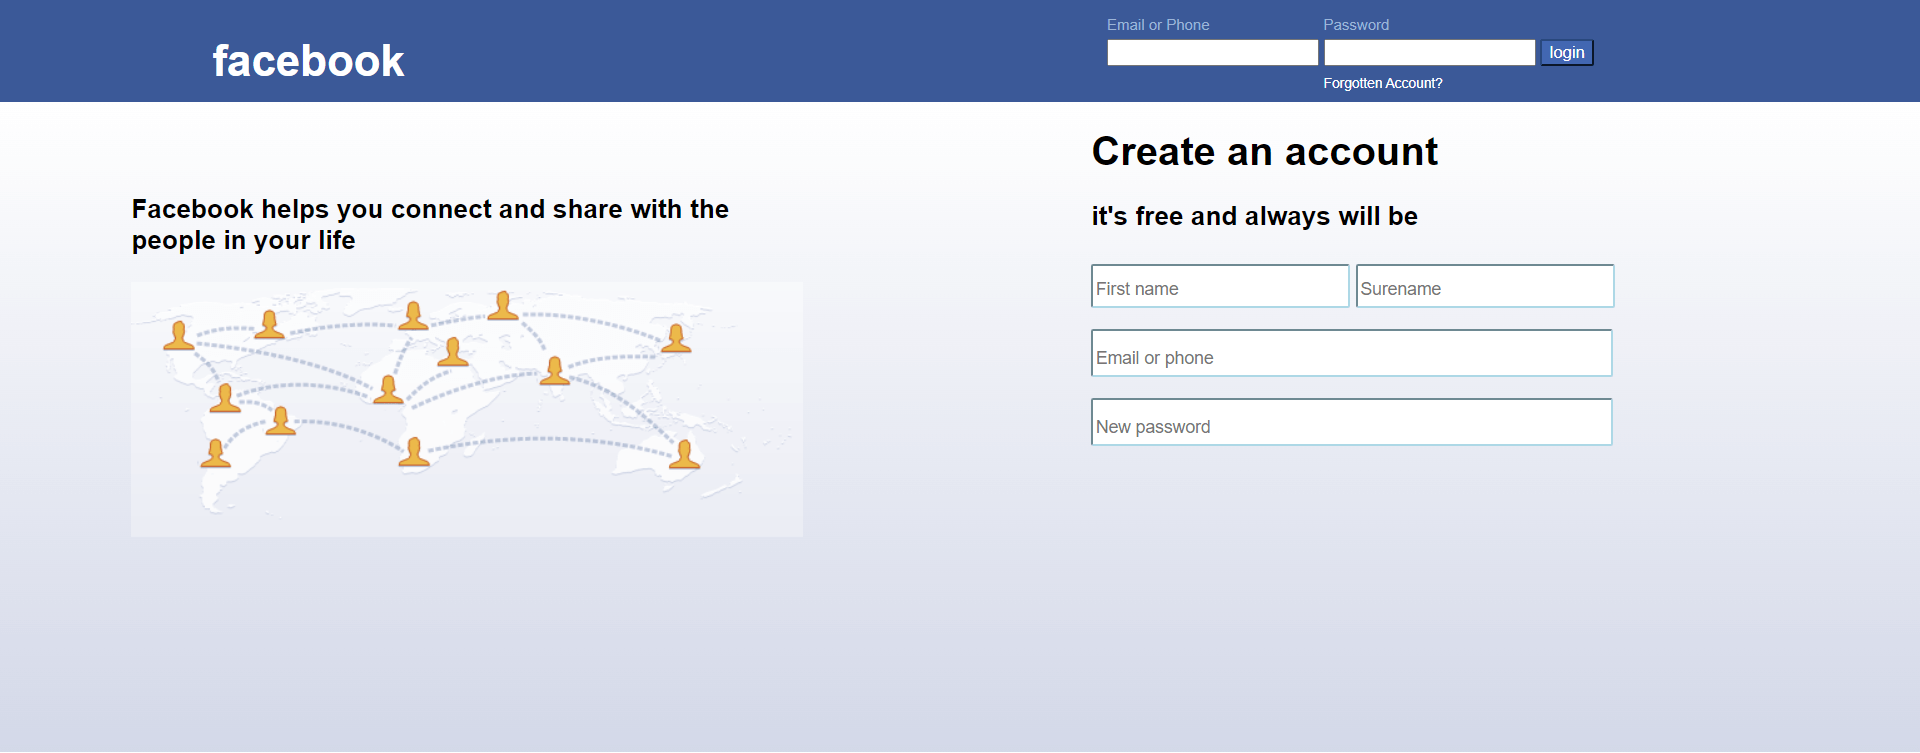 facebook
Email or Phone
Password
login
Forgotten Account?
Facebook helps you connect and share with the
people in your life
Create an account
it's free and always will be
First name
Surename
Email or phone
New password